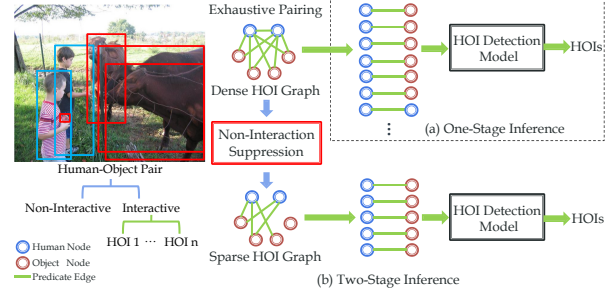 Exhaustive Pairing
Dense HOI Graph
HOI Detection
Model
HOIs
(a) One-Stage Inference
Non-Interaction
Suppression
Human-Object Pair
Non-Interactive Interactive
HOI 1 ··· HOI n
Human Node
Object Node
Predicate Edge
Sparse HOI Graph
HOI Detection
Model
HOIs
(b) Two-Stage Inference